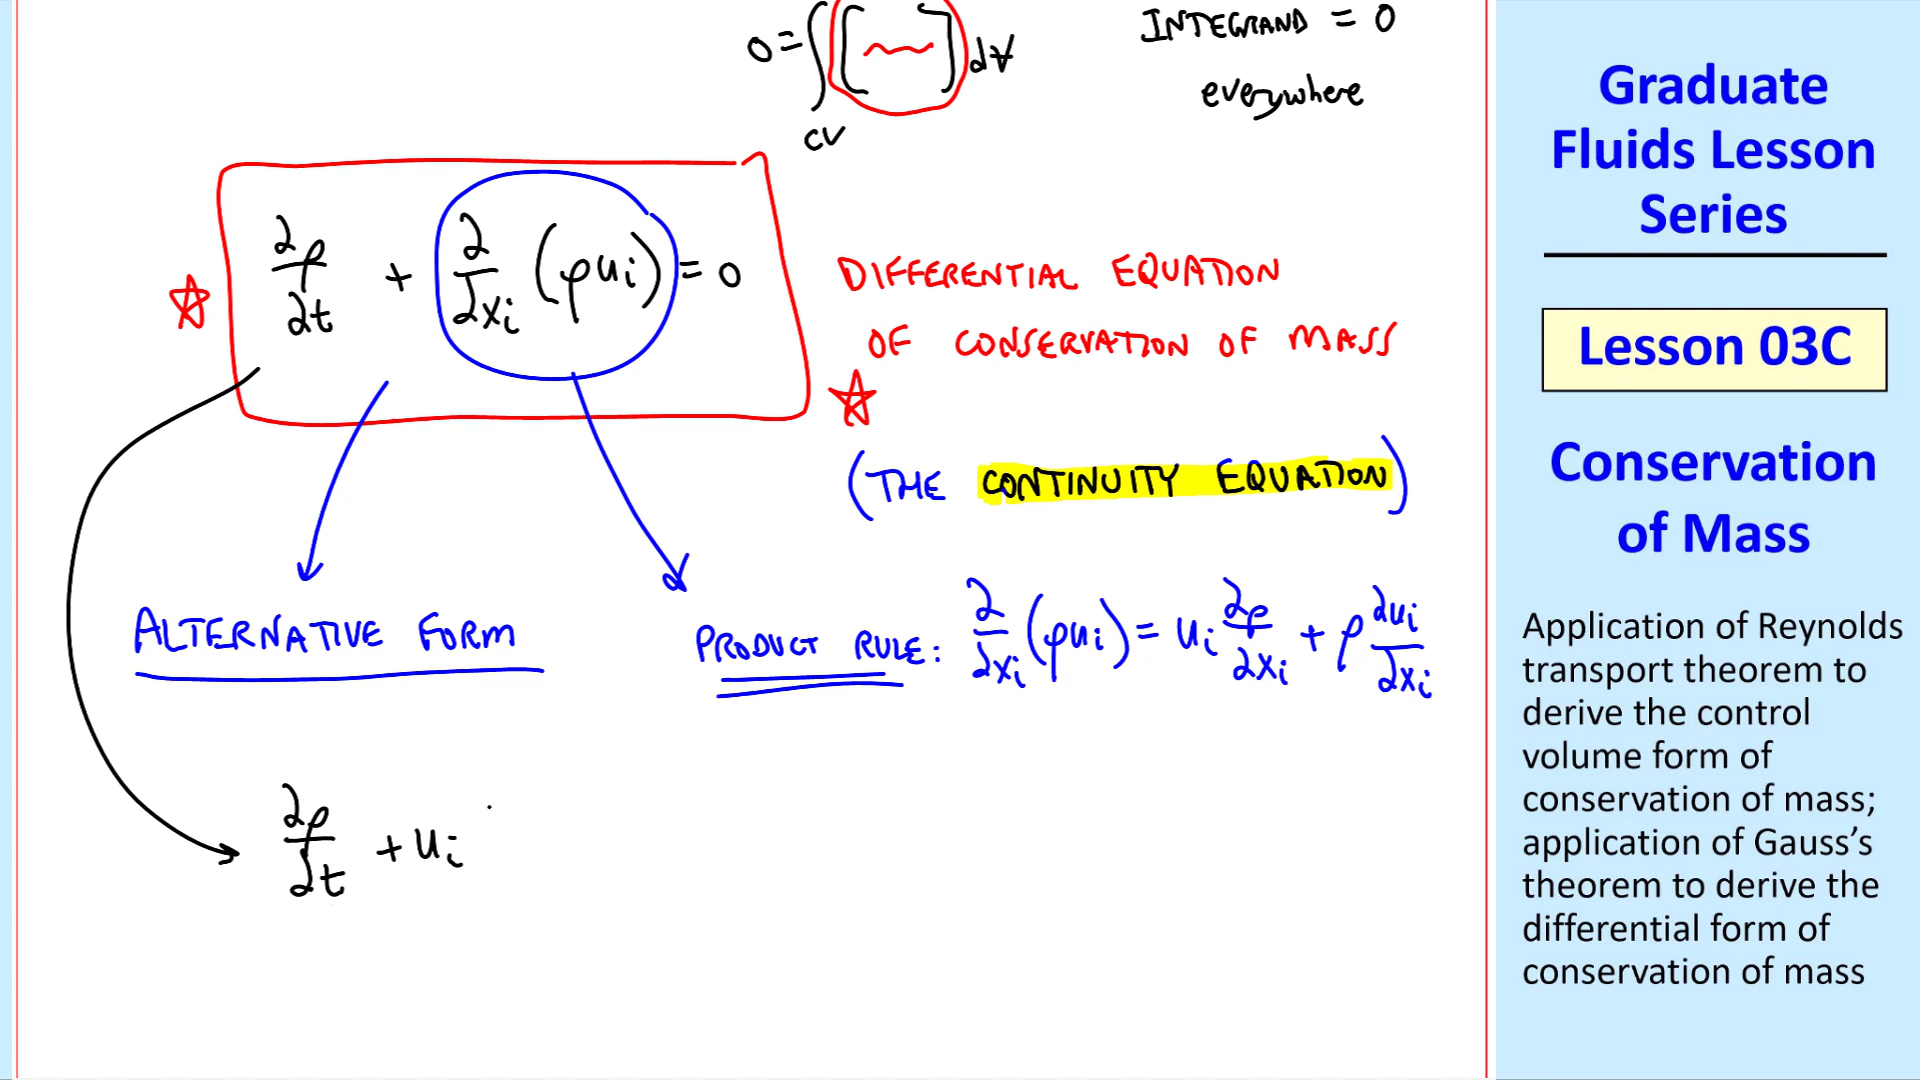 0 = ∫ [ ~~~ ] dV
CV
INTEGRAND = 0
everywhere
∂ρ/∂t + ∂/∂xi (ρui) = 0
DIFFERENTIAL EQUATION
OF CONSERVATION OF MASS
(THE CONTINUITY EQUATION)
ALTERNATIVE FORM
PRODUCT RULE: ∂/∂xi (ρui) = ui ∂ρ/∂xi + ρ ∂ui/∂xi
∂ρ/∂t + ui
Graduate
Fluids Lesson
Series
Lesson 03C
Conservation
of Mass
Application of Reynolds
transport theorem to
derive the control
volume form of
conservation of mass;
application of Gauss’s
theorem to derive the
differential form of
conservation of mass